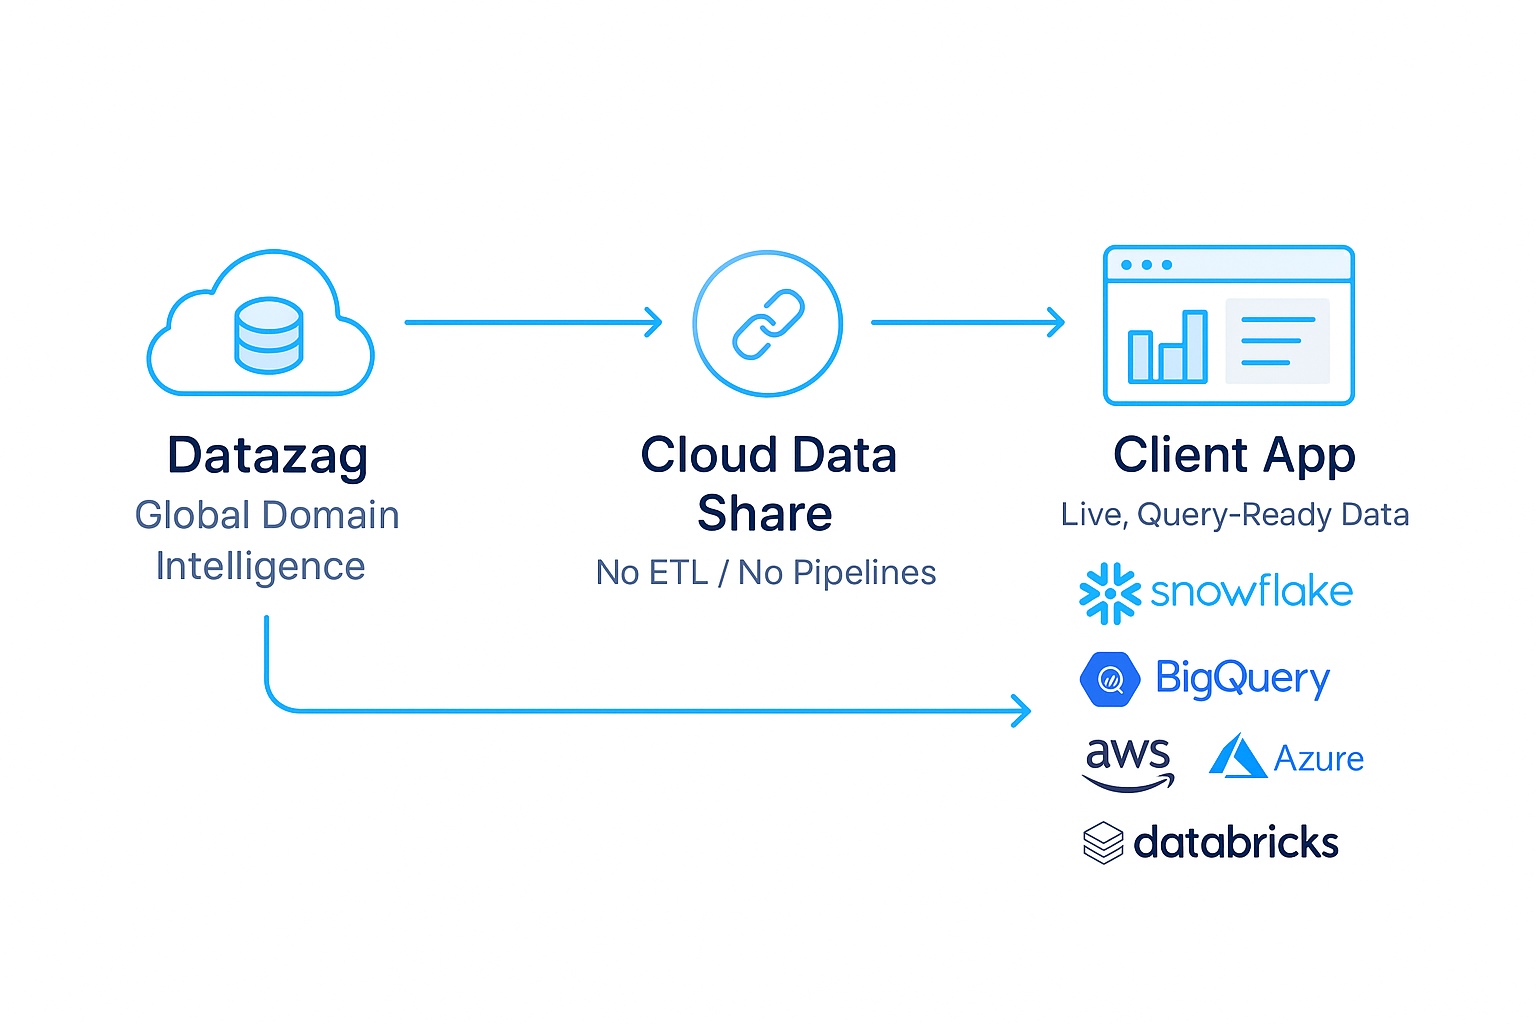 Datazag
Global Domain
Intelligence
Cloud Data
Share
No ETL / No Pipelines
Client App
Live, Query-Ready Data
snowflake
BigQuery
aws
Azure
databricks